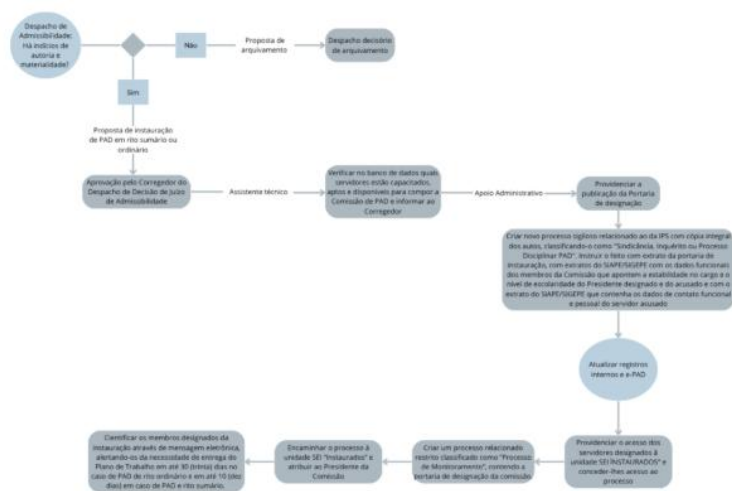 Despacho de
Admissibilidade:
Há indícios de
autoria e
materialidade?
Não
Proposta de
arquivamento
Despacho decisório
de arquivamento
Sim
Proposta de instauração
de PAD em rito sumário ou
ordinário
Aprovação pelo Corregedor do
Despacho de Decisão de Juízo
de Admissibilidade
Assistente técnico
Verificar no banco de dados quais
servidores estão capacitados,
aptos e disponíveis para compor a
Comissão de PAD e informar ao
Corregedor
Apoio Administrativo
Providenciar a
publicação da Portaria
de designação
Criar novo processo sigiloso relacionado ao da IPS com cópia integral
dos autos, classificando-o como "Sindicância, Inquérito ou Processo
Disciplinar PAD". Instruir o feito com extrato da portaria de
instauração, com extratos do SIAPE/SIGEPE com os dados funcionais
dos membros da Comissão que apontem a estabilidade no cargo e o
nível de escolaridade do Presidente designado e do acusado e com o
extrato do SIAPE/SIGEPE que contenha os dados de contato funcional
e pessoal do servidor acusado
Atualizar registros
internos e e-PAD
Providenciar o acesso dos
servidores designados à
unidade SEI INSTAURADOS" e
conceder-lhes acesso ao
processo
Criar um processo relacionado
restrito classificado como "Processo
de Monitoramento", contendo a
portaria de designação da comissão
Encaminhar o processo à
unidade SEI "Instaurados" e
atribuir ao Presidente da
Comissão
Cientificar os membros designados da
instauração através de mensagem eletrônica,
alertando-os da necessidade de entrega do
Plano de Trabalho em até 30 (trinta) dias no
caso de PAD de rito ordinário e em até 10 (dez
dias) em caso de PAD e rito sumário.